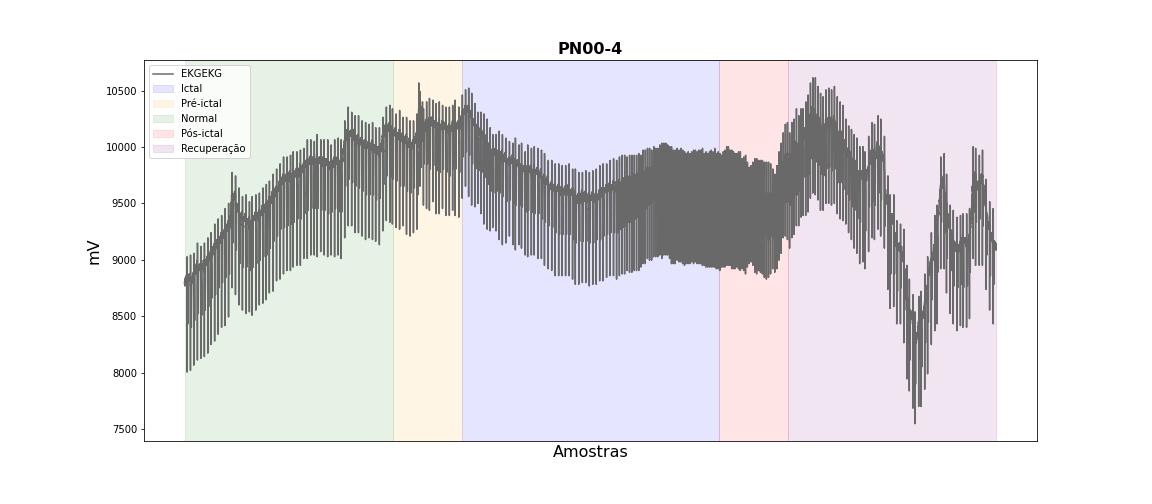 PN00-4
EKGEKG
Ictal
Pré-ictal
Normal
Pós-ictal
Recuperação
10500
10000
9500
9000
8500
8000
7500
mV
Amostras